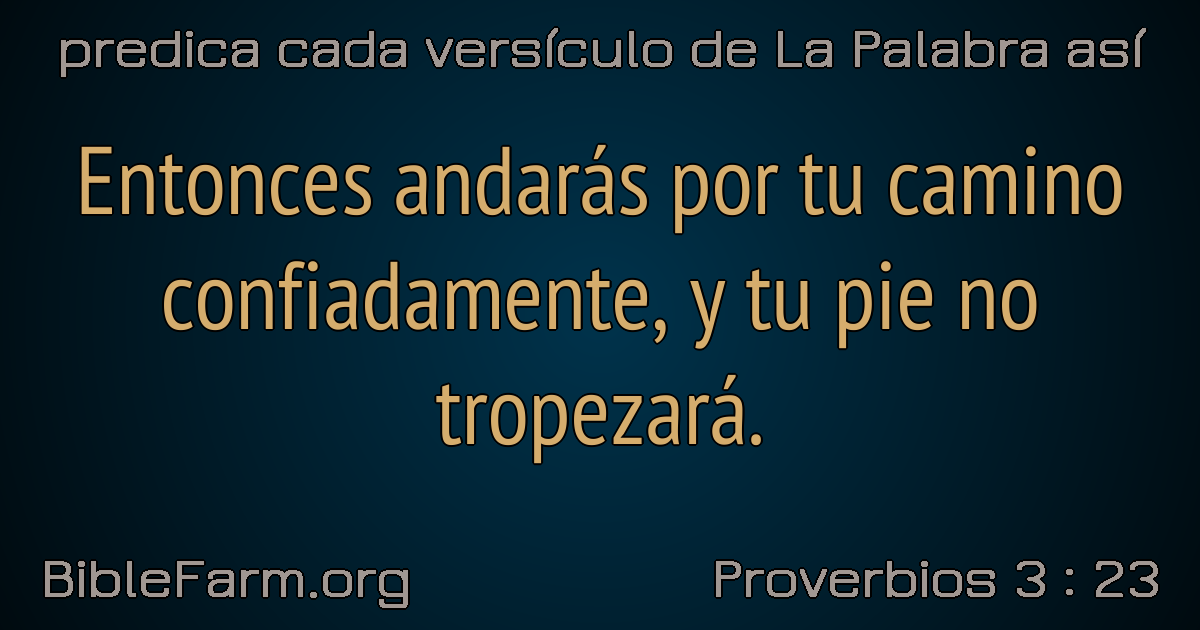 predica cada versículo de La Palabra así
Entonces andarás por tu camino
confiadamente, y tu pie no
tropezará.
BibleFarm.org
Proverbios 3 : 23